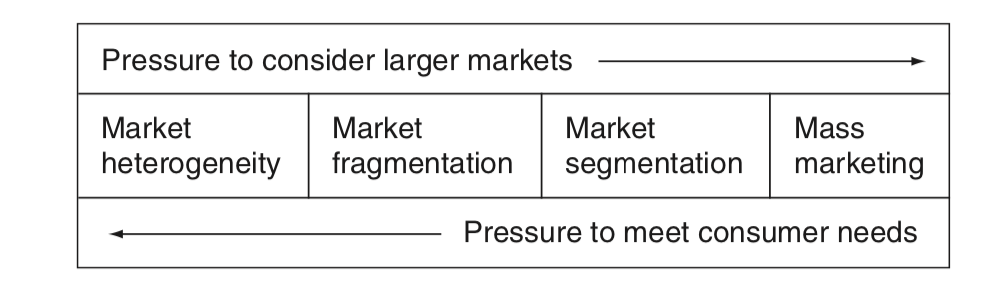 Pressure to consider larger markets
Market
heterogeneity
Market
fragmentation
Market
segmentation
Mass
marketing
Pressure to meet consumer needs